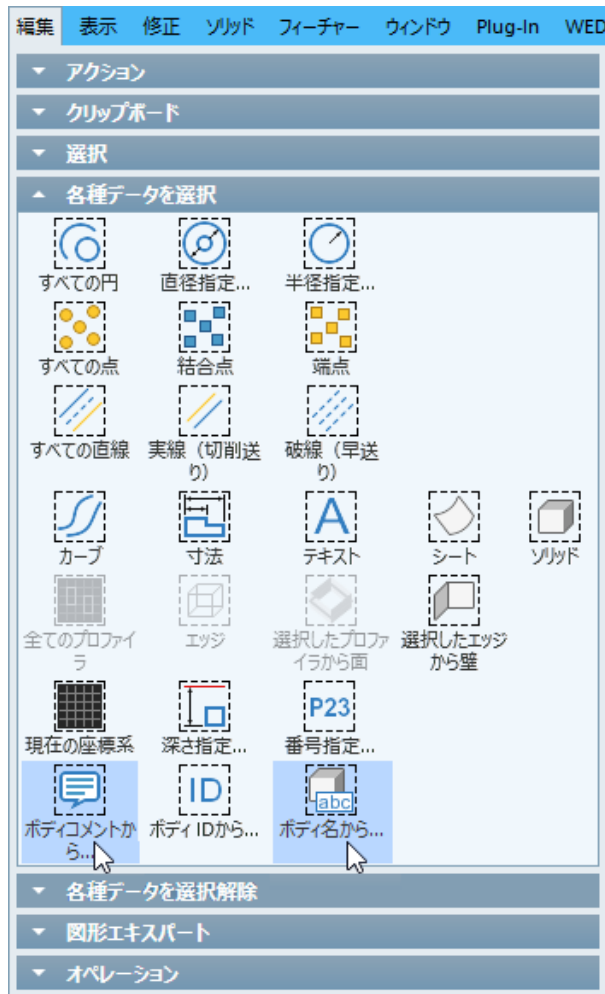 編集 表示 修正 ソリッド フィーチャー ウィンドウ Plug-In WED
アクション
クリップボード
選択
各種データを選択
すべての円 直径指定... 半径指定...
すべての点 結合点 端点
すべての直線 実線（切削送 破線（早送
り） り）
A
カーブ 寸法 テキスト シート ソリッド
全てのプロファイ エッジ 選択したプロファ 選択したエッジ
ラ イラから面 から壁
P23
現在の座標系 深さ指定... 番号指定...
ID abc
ボディコメントか ボディ IDから... ボディ名から...
ら...
各種データを選択解除
図形エキスパート
オペレーション